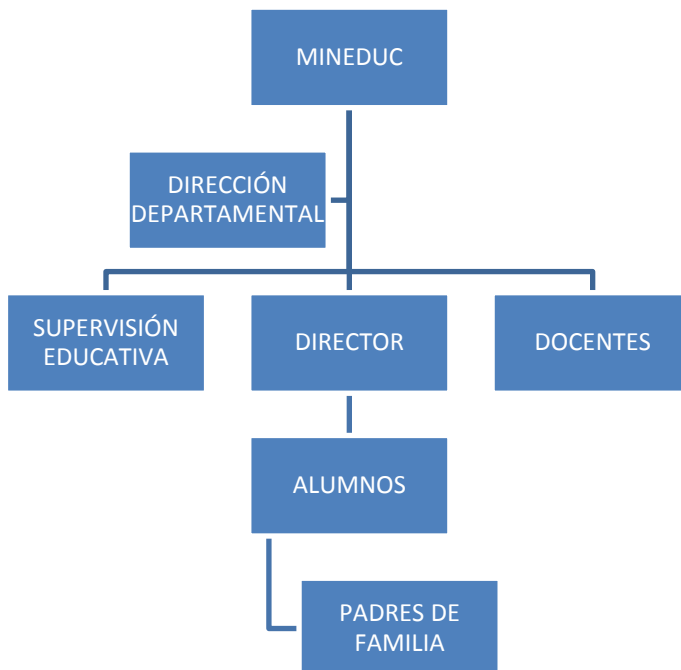 MINEDUC
DIRECCIÓN
DEPARTAMENTAL
SUPERVISIÓN
EDUCATIVA
DIRECTOR
DOCENTES
ALUMNOS
PADRES DE
FAMILIA